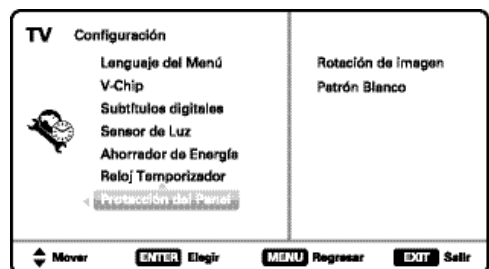 TV Configuración
Lenguaje del Menú
V-Chip
Subtítulos digitales
Sensor de Luz
Ahorrador de Energía
Reloj Temporizador
Protección del Panel
Rotación de imagen
Patrón Blanco
Mover ENTER Elegir MENU Regresar EXIT Salir